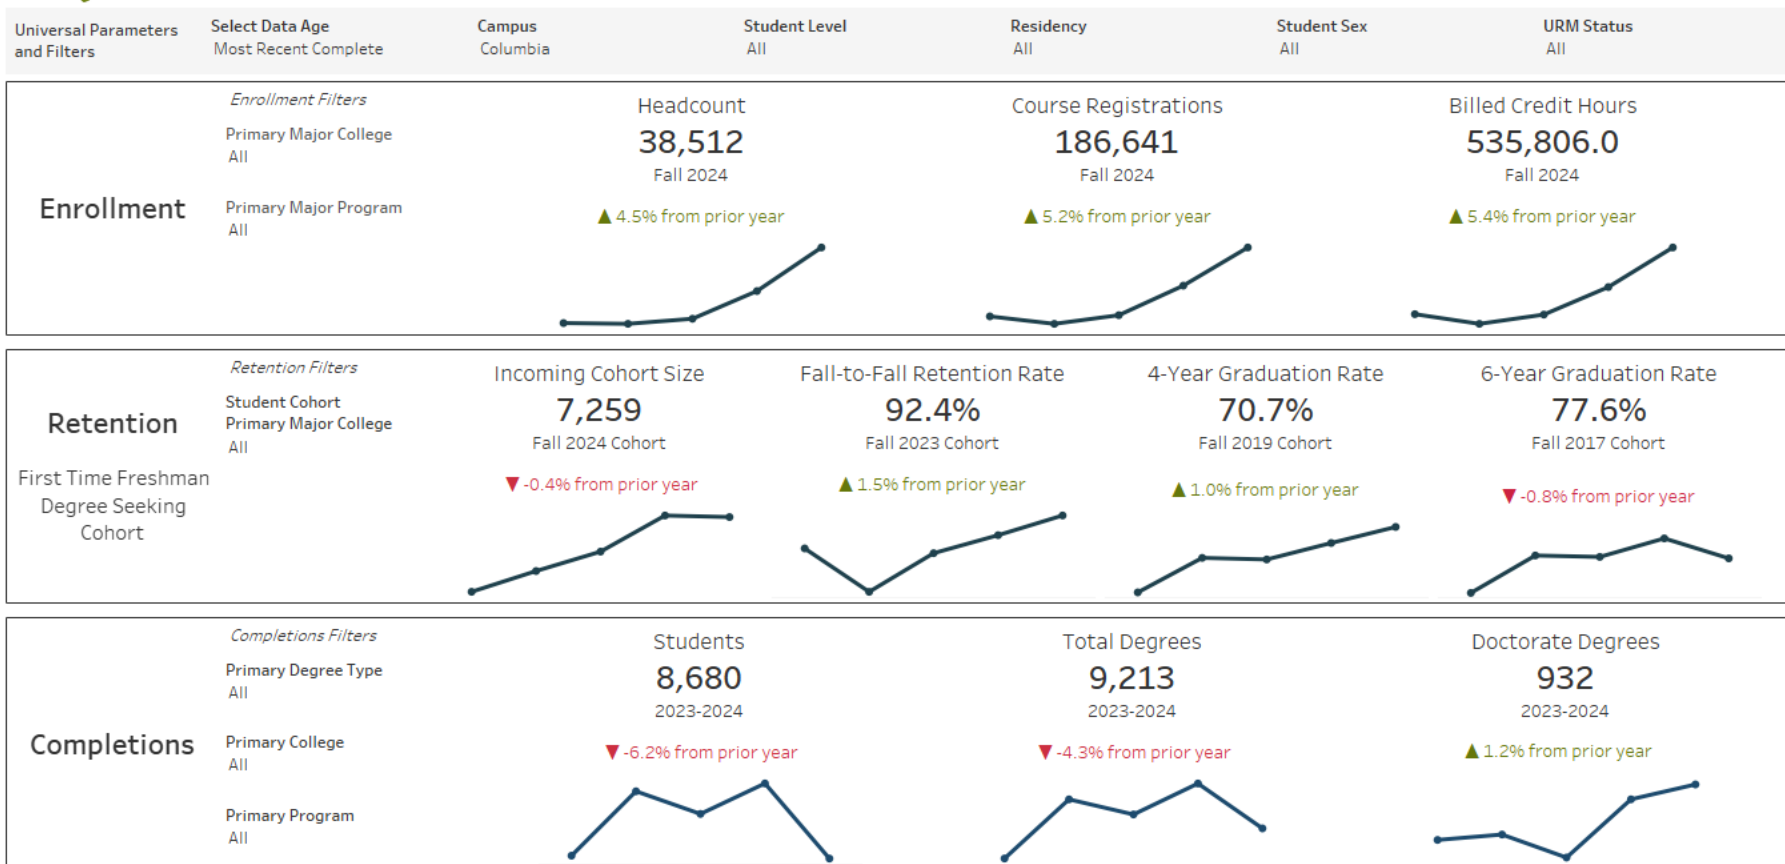 Universal Parameters
and Filters
Select Data Age
Most Recent Complete
Campus
Columbia
Student Level
All
Residency
All
Student Sex
All
URM Status
All
Enrollment
Enrollment Filters
Primary Major College
All
Primary Major Program
All
Headcount
38,512
Fall 2024
▲ 4.5% from prior year
Course Registrations
186,641
Fall 2024
▲ 5.2% from prior year
Billed Credit Hours
535,806.0
Fall 2024
▲ 5.4% from prior year
Retention
First Time Freshman
Degree Seeking
Cohort
Retention Filters
Student Cohort
Primary Major College
All
Incoming Cohort Size
7,259
Fall 2024 Cohort
▼ -0.4% from prior year
Fall-to-Fall Retention Rate
92.4%
Fall 2023 Cohort
▲ 1.5% from prior year
4-Year Graduation Rate
70.7%
Fall 2019 Cohort
▲ 1.0% from prior year
6-Year Graduation Rate
77.6%
Fall 2017 Cohort
▼ -0.8% from prior year
Completions
Completions Filters
Primary Degree Type
All
Primary College
All
Primary Program
All
Students
8,680
2023-2024
▼ -6.2% from prior year
Total Degrees
9,213
2023-2024
▼ -4.3% from prior year
Doctorate Degrees
932
2023-2024
▲ 1.2% from prior year